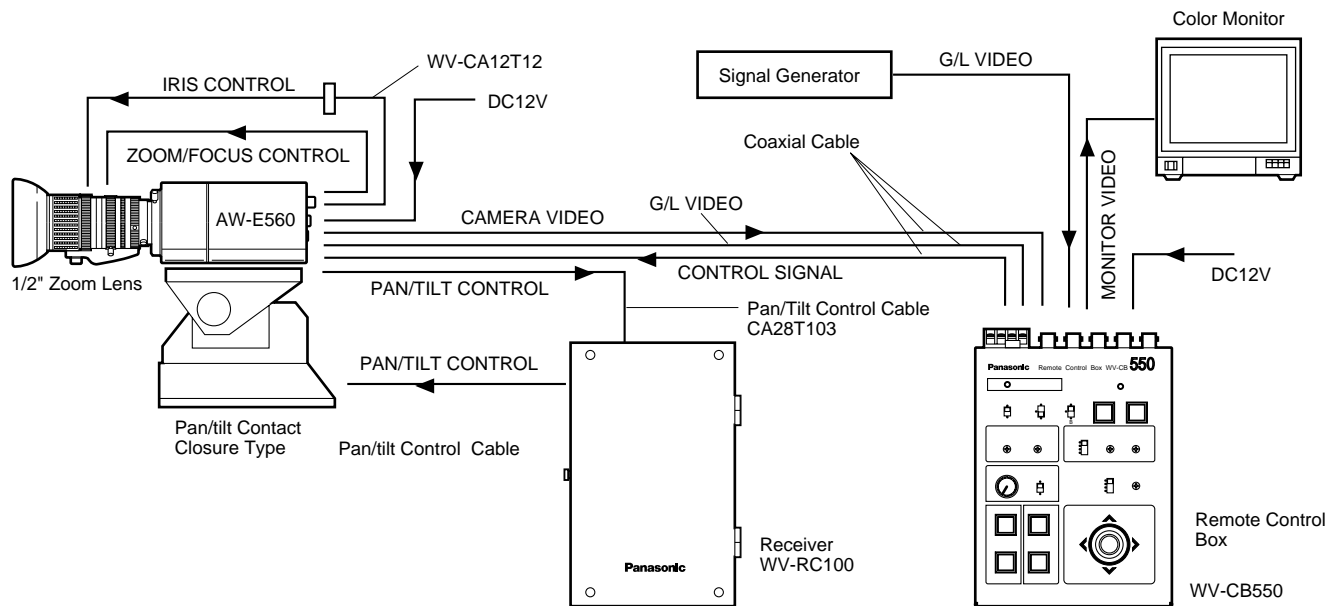 Color Monitor
WV-CA12T12
Signal Generator
G/L VIDEO
IRIS CONTROL
DC12V
ZOOM/FOCUS CONTROL
Coaxial Cable
MONITOR VIDEO
AW-E560
CAMERA VIDEO
G/L VIDEO
1/2" Zoom Lens
CONTROL SIGNAL
DC12V
PAN/TILT CONTROL
Pan/Tilt Control Cable
CA28T103
PAN/TILT CONTROL
Panasonic Remote Control Box WV-CB 550
Pan/tilt Contact
Closure Type
Pan/tilt Control Cable
Panasonic
Receiver
WV-RC100
Remote Control
Box
WV-CB550